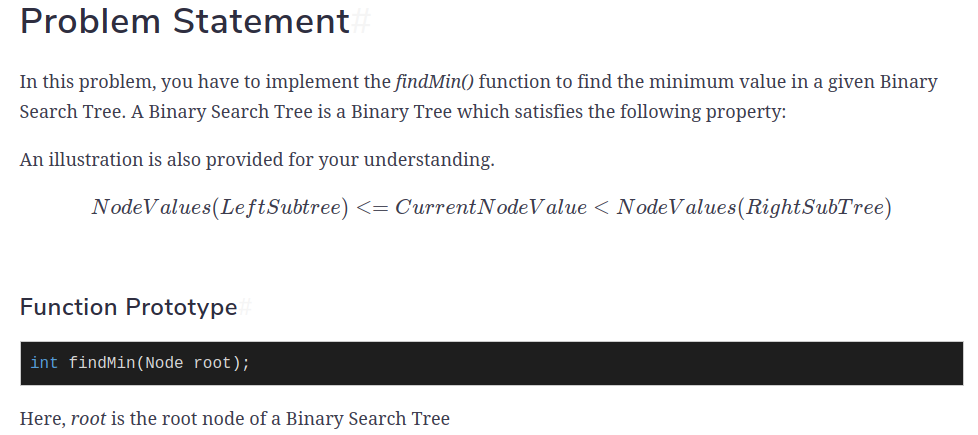 Problem Statement#
In this problem, you have to implement the findMin() function to find the minimum value in a given Binary
Search Tree. A Binary Search Tree is a Binary Tree which satisfies the following property:
An illustration is also provided for your understanding.
NodeValues(LeftSubtree) <= CurrentNodeValue < NodeValues(RightSubTree)
Function Prototype#
int findMin(Node root);
Here, root is the root node of a Binary Search Tree